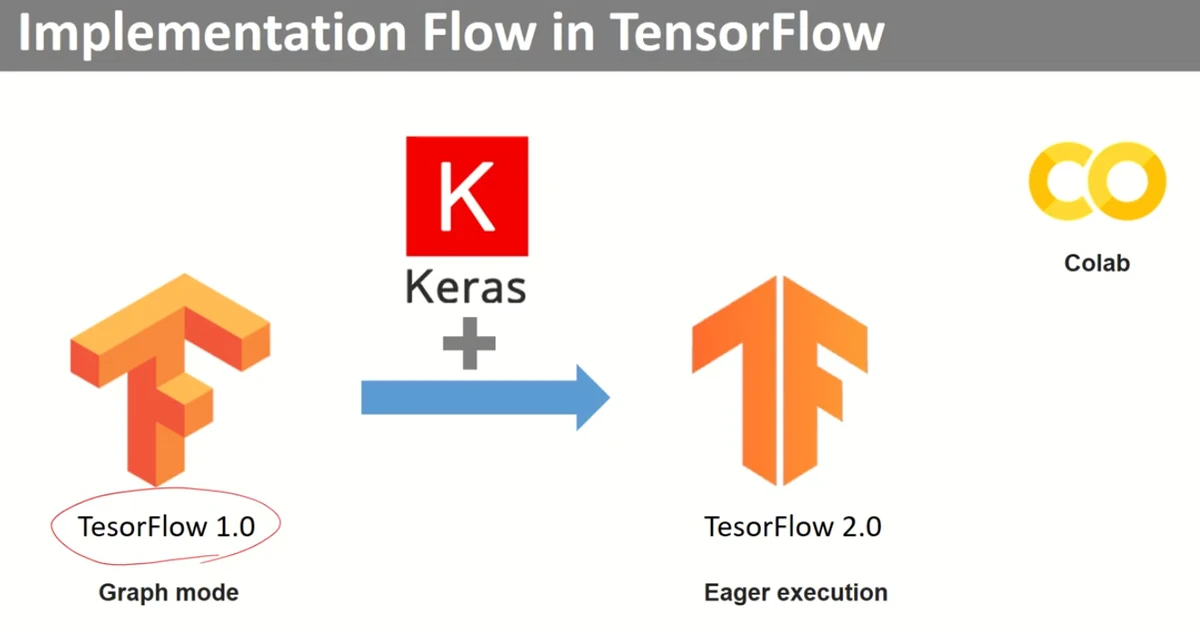 Implementation Flow in TensorFlow
K
Keras
CO
Colab
TesorFlow 1.0
Graph mode
TesorFlow 2.0
Eager execution